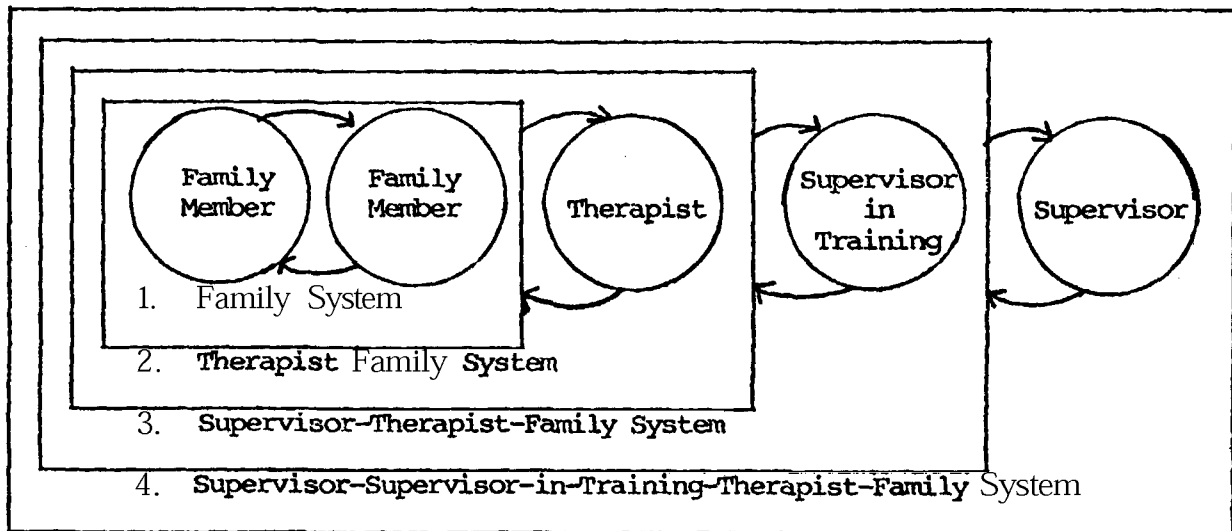 Family
Member
Family
Member
Therapist
Supervisor
in
Training
Supervisor
1. Family System
2. Therapist Family System
3. Supervisor-Therapist-Family System
4. Supervisor-Supervisor-in-Training-Therapist-Family System